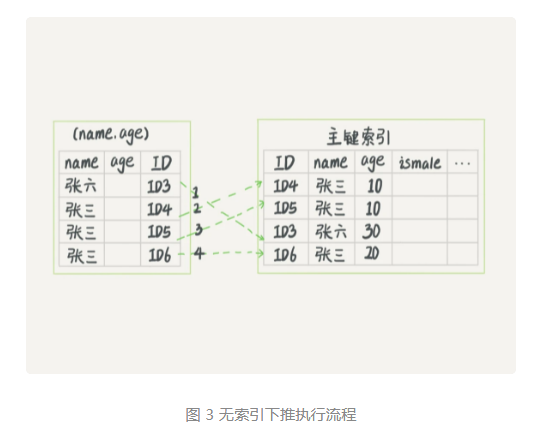 (name.age)
name age ID
张六 ID3
张三 ID4
张三 ID5
张三 ID6
1
2
3
4
主键索引
ID name age ismale ...
ID4 张三 10
ID5 张三 10
ID3 张六 30
ID6 张三 20
图 3 无索引下推执行流程